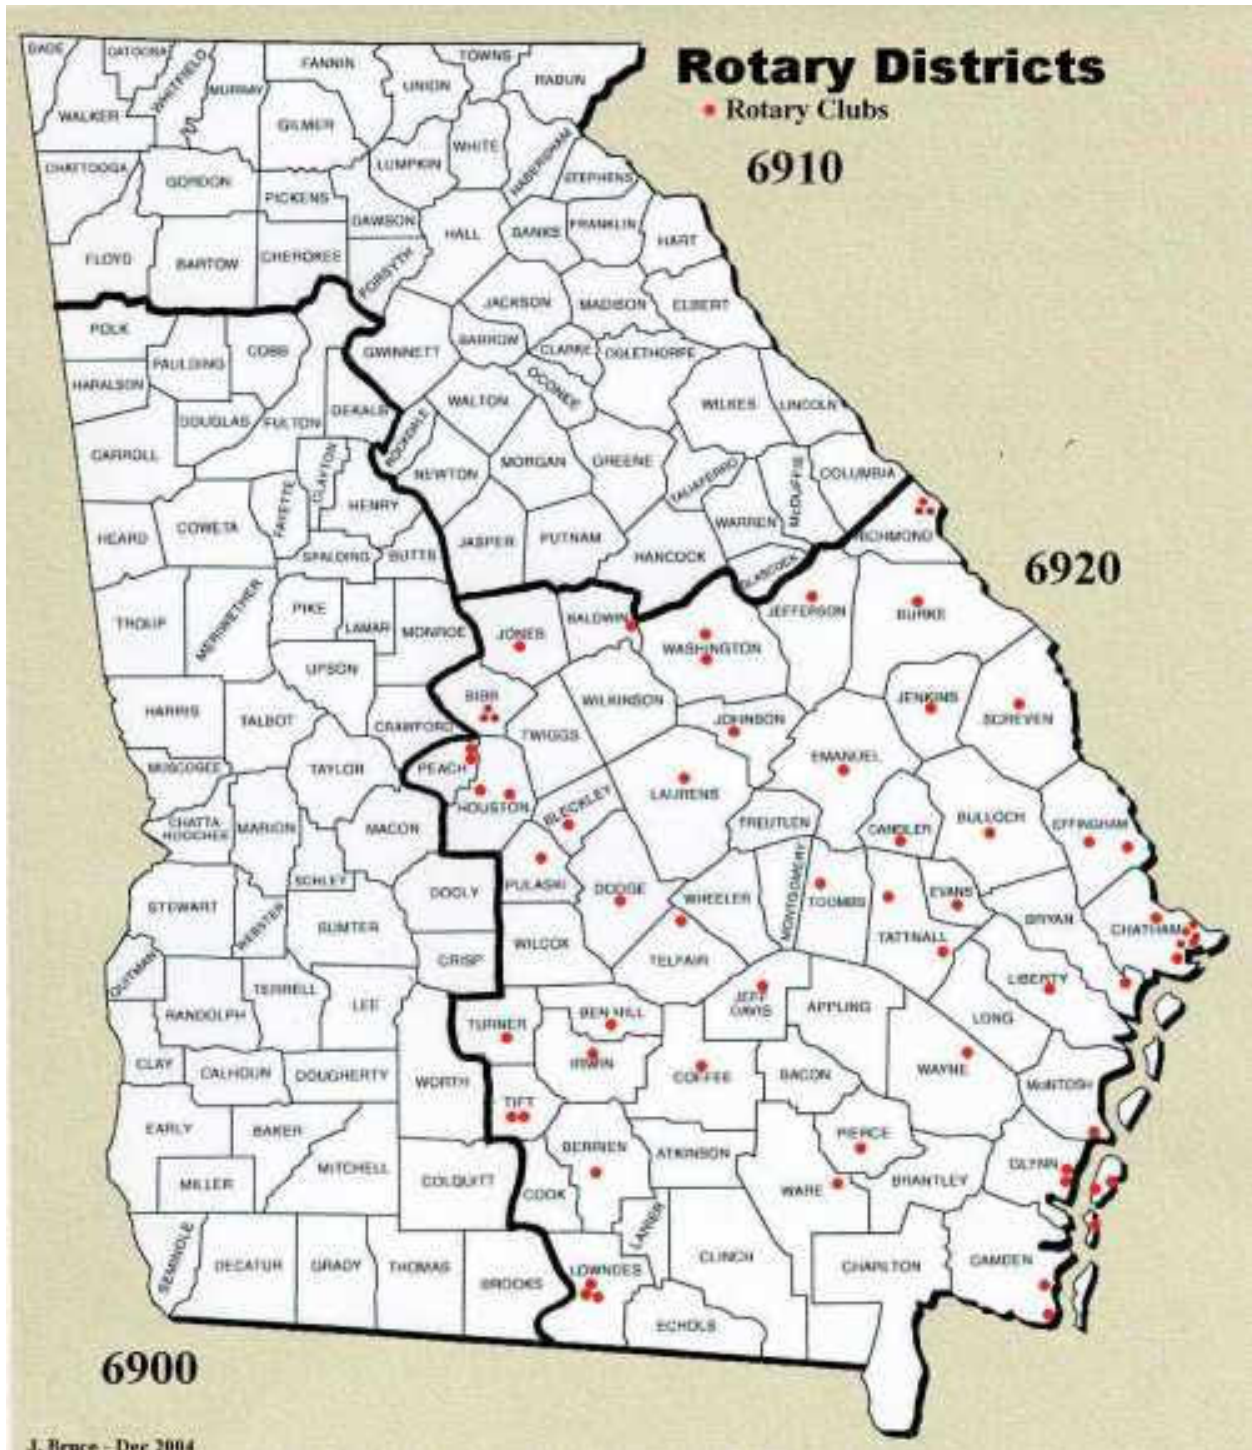 Rotary Districts
Rotary Clubs
6910
6920
6900
DADE
CATOOSA
WHITFIELD
MURRAY
FANNIN
UNION
TOWNS
RABUN
WALKER
GILMER
LUMPKIN
WHITE
HABERSHAM
STEPHENS
CHATTOOGA
GORDON
PICKENS
DAWSON
HALL
BANKS
FRANKLIN
HART
FLOYD
BARTOW
CHEROKEE
FORSYTH
JACKSON
MADISON
ELBERT
POLK
PAULDING
COBB
GWINNETT
BARROW
CLARKE
OGLETHORPE
HARALSON
DOUGLAS
FULTON
DEKALB
ROCKDALE
WALTON
OCONEE
WILKES
LINCOLN
CARROLL
CLAYTON
NEWTON
MORGAN
GREENE
TALIAFERRO
McDUFFIE
COLUMBIA
HEARD
COWETA
FAYETTE
HENRY
SPALDING
BUTTS
JASPER
PUTNAM
HANCOCK
WARREN
GLASCOCK
RICHMOND
TROUP
MERIWETHER
PIKE
LAMAR
MONROE
JONES
BALDWIN
WASHINGTON
JEFFERSON
BURKE
UPSON
HARRIS
TALBOT
CRAWFORD
BIBB
TWIGGS
WILKINSON
JOHNSON
JENKINS
SCREVEN
MUSCOGEE
TAYLOR
PEACH
HOUSTON
BLECKLEY
LAURENS
EMANUEL
CHATTA
HOOCHEE
MARION
MACON
TREUTLEN
CANDLER
BULLOCH
EFFINGHAM
SCHLEY
DOOLY
PULASKI
DODGE
WHEELER
MONTGOMERY
TOOMBS
EVANS
STEWART
WEBSTER
SUMTER
CRISP
WILCOX
TELFAIR
TATTNALL
BRYAN
CHATHAM
QUITMAN
RANDOLPH
TERRELL
LEE
TURNER
BEN HILL
JEFF
DAVIS
APPLING
LONG
LIBERTY
CLAY
CALHOUN
DOUGHERTY
WORTH
IRWIN
COFFEE
BACON
WAYNE
McINTOSH
EARLY
BAKER
MITCHELL
TIFT
BERRIEN
ATKINSON
PIERCE
BRANTLEY
GLYNN
MILLER
COLQUITT
COOK
LANIER
WARE
SEMINOLE
DECATUR
GRADY
THOMAS
BROOKS
LOWNDES
ECHOLS
CLINCH
CHARLTON
CAMDEN
J. Bruce - Dec 2004